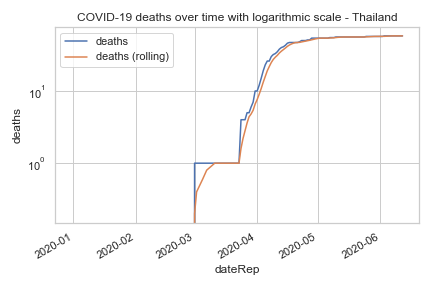 COVID-19 deaths over time with logarithmic scale - Thailand
deaths
deaths (rolling)
deaths
10¹
10⁰
2020-01
2020-02
2020-03
2020-04
2020-05
2020-06
dateRep